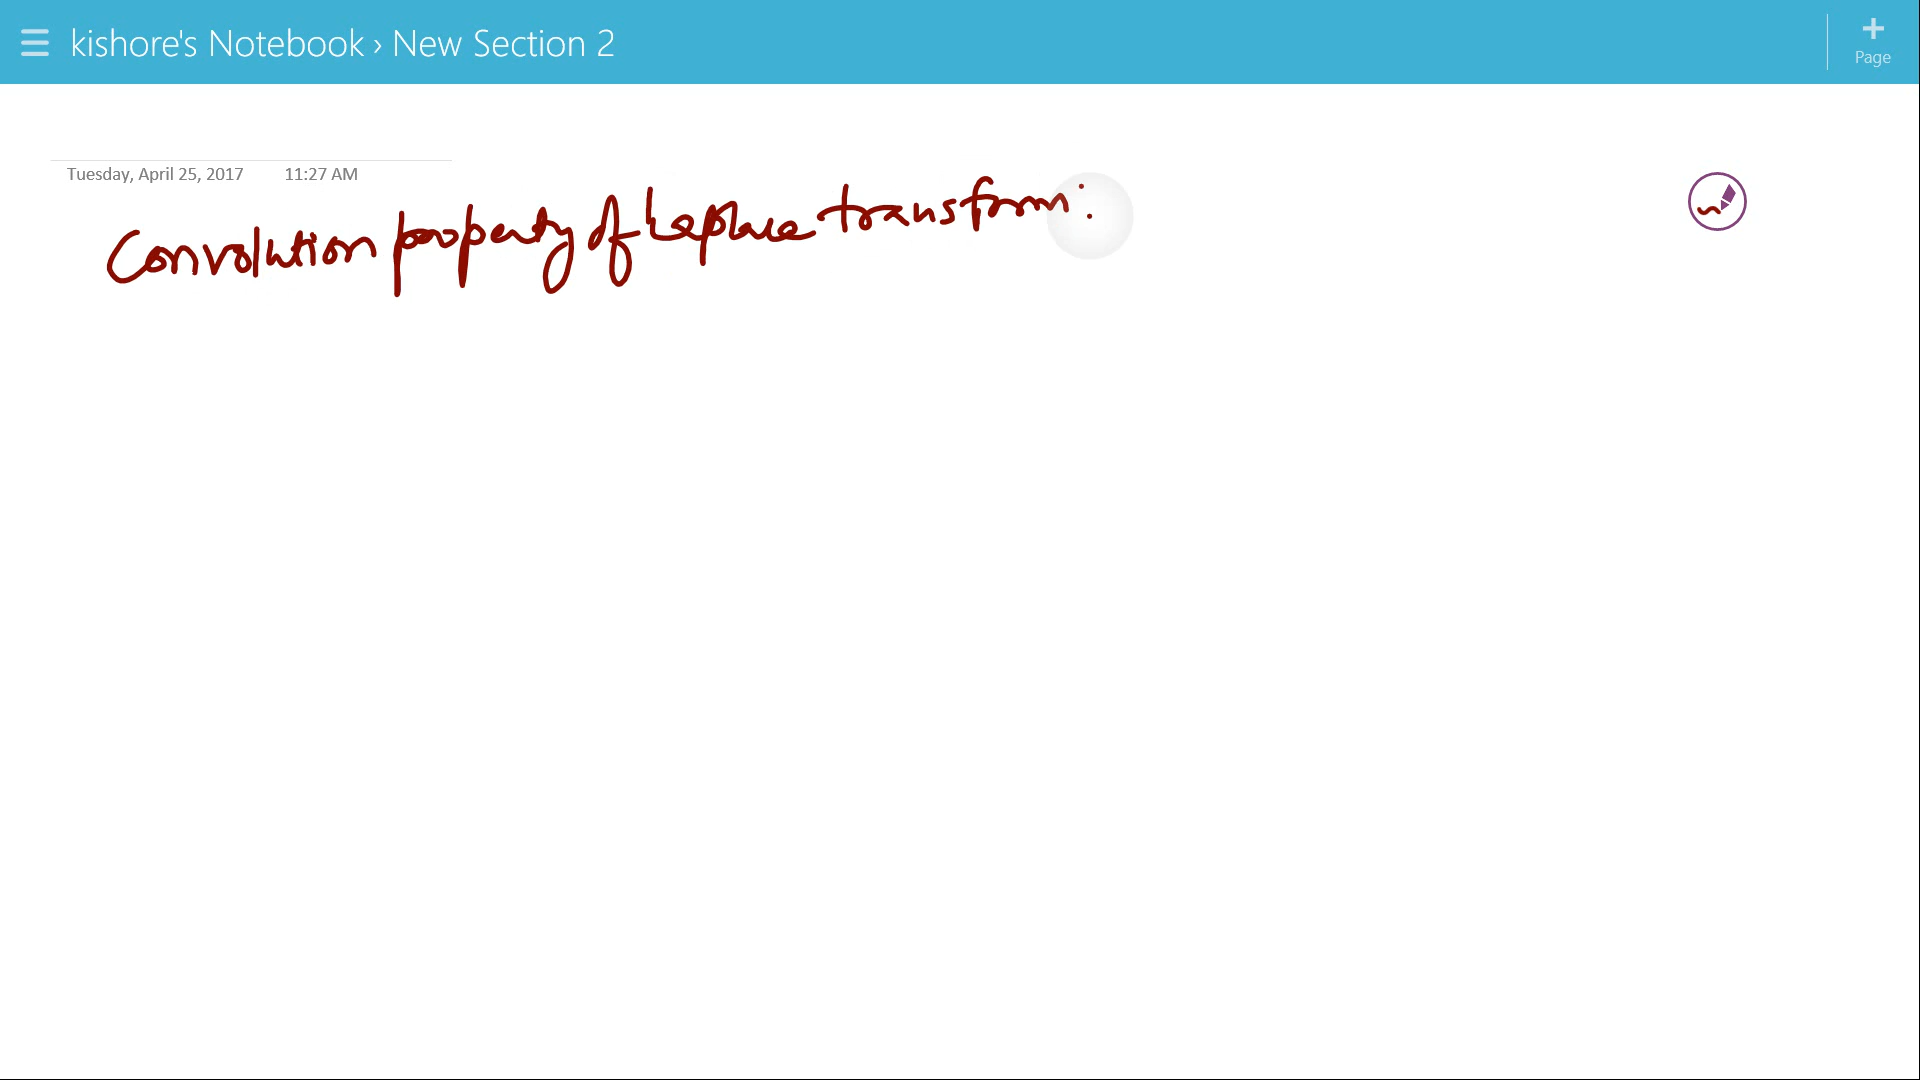 kishore's Notebook › New Section 2
Page
Tuesday, April 25, 2017 11:27 AM
Convolution property of Laplace transform: